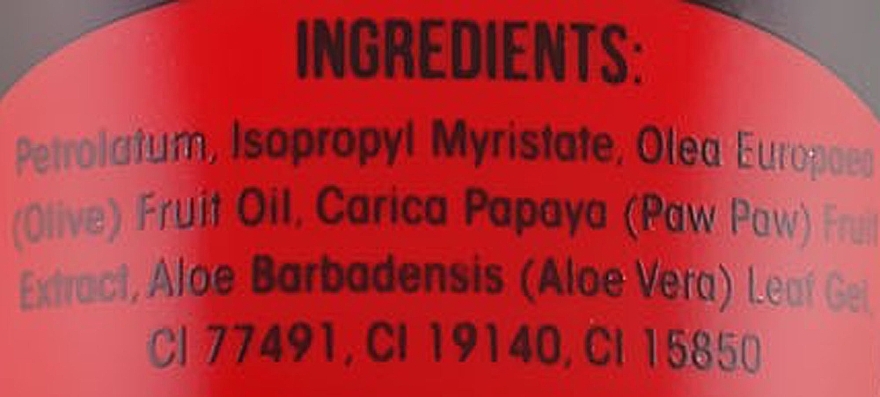 INGREDIENTS:
Petrolatum, Isopropyl Myristate, Olea Europaea
(Olive) Fruit Oil, Carica Papaya (Paw Paw) Fruit
Extract, Aloe Barbadensis (Aloe Vera) Leaf Gel,
CI 77491, CI 19140, CI 15850